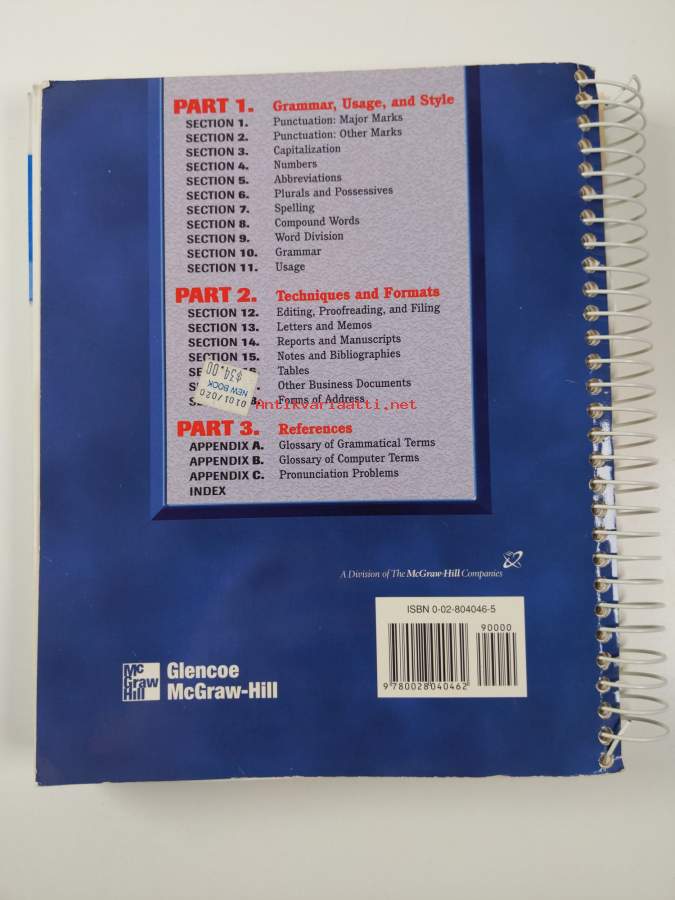 PART 1. Grammar, Usage, and Style
SECTION 1. Punctuation: Major Marks
SECTION 2. Punctuation: Other Marks
SECTION 3. Capitalization
SECTION 4. Numbers
SECTION 5. Abbreviations
SECTION 6. Plurals and Possessives
SECTION 7. Spelling
SECTION 8. Compound Words
SECTION 9. Word Division
SECTION 10. Grammar
SECTION 11. Usage
PART 2. Techniques and Formats
SECTION 12. Editing, Proofreading, and Filing
SECTION 13. Letters and Memos
SECTION 14. Reports and Manuscripts
SECTION 15. Notes and Bibliographies
Tables
Other Business Documents
Forms of Address
$34.00
NEW BOOK
0101/020
Antikvariaatti.net
PART 3. References
APPENDIX A. Glossary of Grammatical Terms
APPENDIX B. Glossary of Computer Terms
APPENDIX C. Pronunciation Problems
INDEX
A Division of The McGraw-Hill Companies
ISBN 0-02-804046-5
90000
9 780028 040462
Mc
Graw
Hill
Glencoe
McGraw-Hill